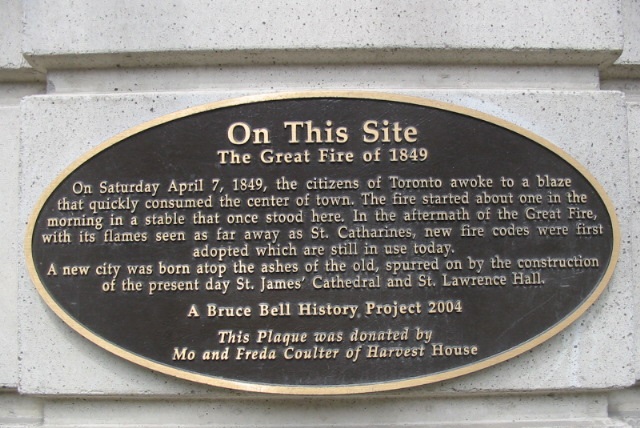 On This Site
The Great Fire of 1849
On Saturday April 7, 1849, the citizens of Toronto awoke to a blaze
that quickly consumed the center of town. The fire started about one in the
morning in a stable that once stood here. In the aftermath of the Great Fire,
with its flames seen as far away as St. Catharines, new fire codes were first
adopted which are still in use today.
A new city was born atop the ashes of the old, spurred on by the construction
of the present day St. James' Cathedral and St. Lawrence Hall.
A Bruce Bell History Project 2004
This Plaque was donated by
Mo and Freda Coulter of Harvest House